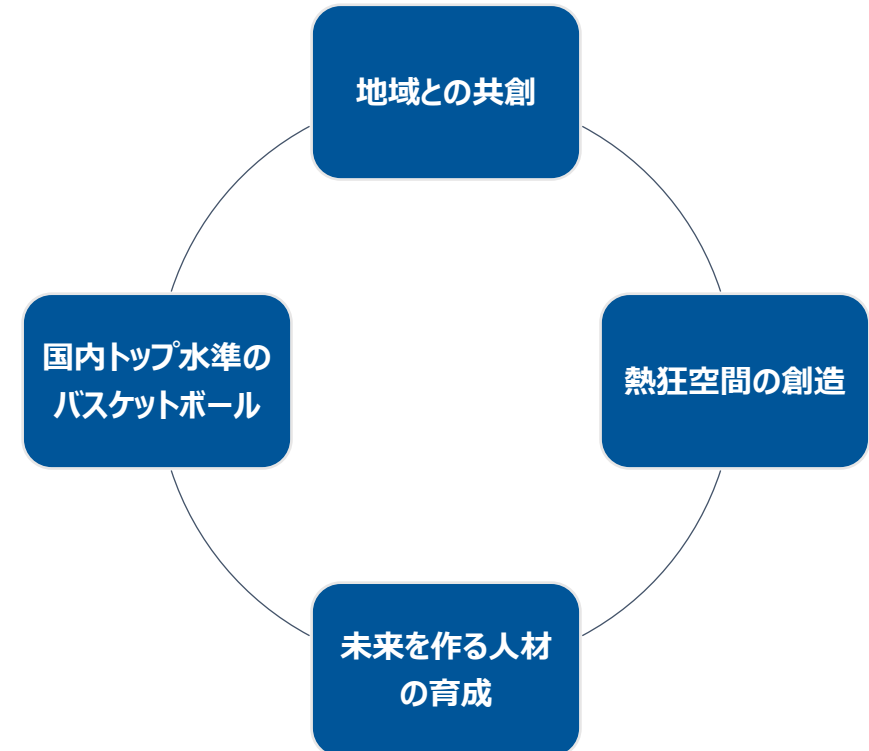 地域との共創
国内トップ水準の
バスケットボール
熱狂空間の創造
未来を作る人材
の育成